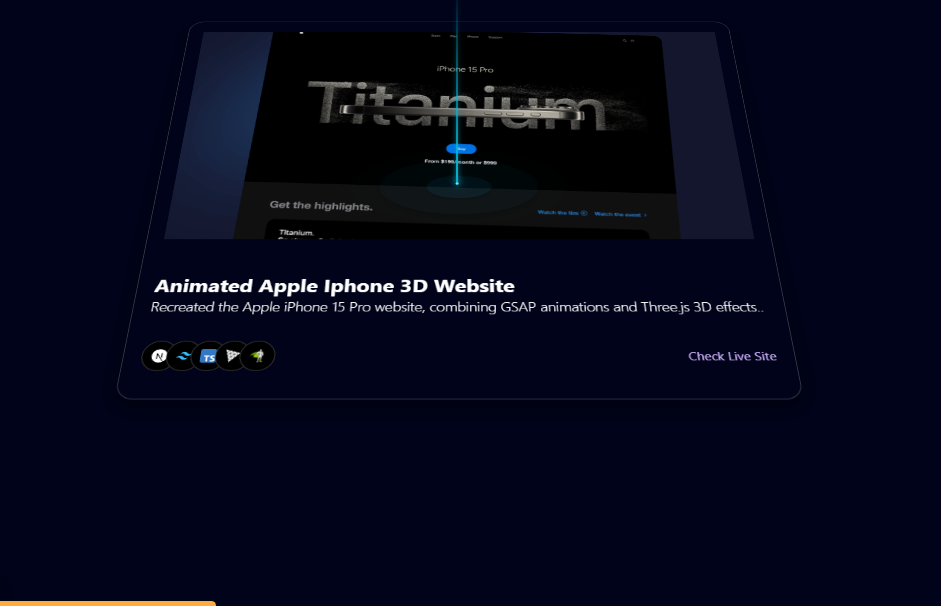 iPhone 15 Pro
Titanium
Buy
From $199/month or $999
Get the highlights.
Watch the film
Watch the event >
Titanium.
Animated Apple Iphone 3D Website
Recreated the Apple iPhone 15 Pro website, combining GSAP animations and Three.js 3D effects..
N
TS
Check Live Site